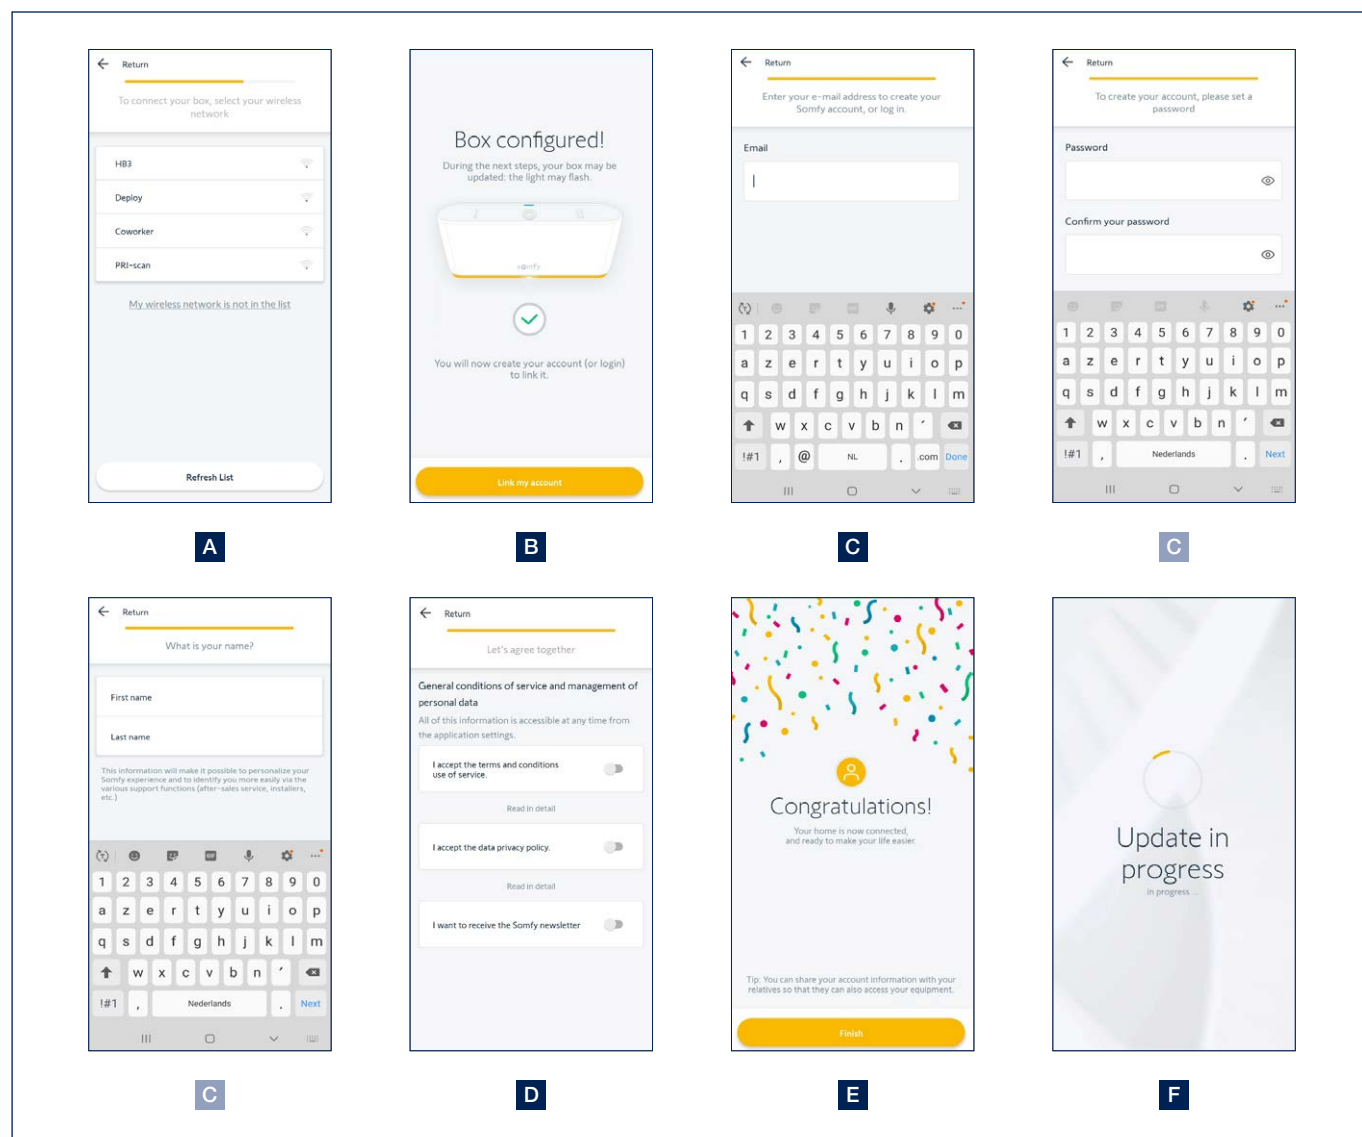 Return
To connect your box, select your wireless
network
HB3
Deploy
Coworker
PRI-scan
My wireless network is not in the list
Refresh List
A
Box configured!
During the next steps, your box may be
updated: the light may flash.
somfy
You will now create your account (or login)
to link it.
Link my account
B
Return
Enter your e-mail address to create your
Somfy account, or log in.
Email
1 2 3 4 5 6 7 8 9 0
a z e r t y u i o p
q s d f g h j k l m
w x c v b n ´
!#1 , @ NL . .com Done
C
Return
To create your account, please set a
password
Password
Confirm your password
1 2 3 4 5 6 7 8 9 0
a z e r t y u i o p
q s d f g h j k l m
w x c v b n ´
!#1 , Nederlands . Next
C
Return
What is your name?
First name
Last name
This information will make it possible to personalize your
Somfy experience and to identify you more easily via the
various support functions (after-sales service, installers,
etc.)
GIF
1 2 3 4 5 6 7 8 9 0
a z e r t y u i o p
q s d f g h j k l m
w x c v b n ´
!#1 , Nederlands . Next
C
Return
Let's agree together
General conditions of service and management of
personal data
All of this information is accessible at any time from
the application settings.
I accept the terms and conditions
use of service.
Read in detail
I accept the data privacy policy.
Read in detail
I want to receive the Somfy newsletter
D
Congratulations!
Your home is now connected,
and ready to make your life easier.
Tip: You can share your account information with your
relatives so that they can also access your equipment.
Finish
E
Update in
progress
in progress ...
F